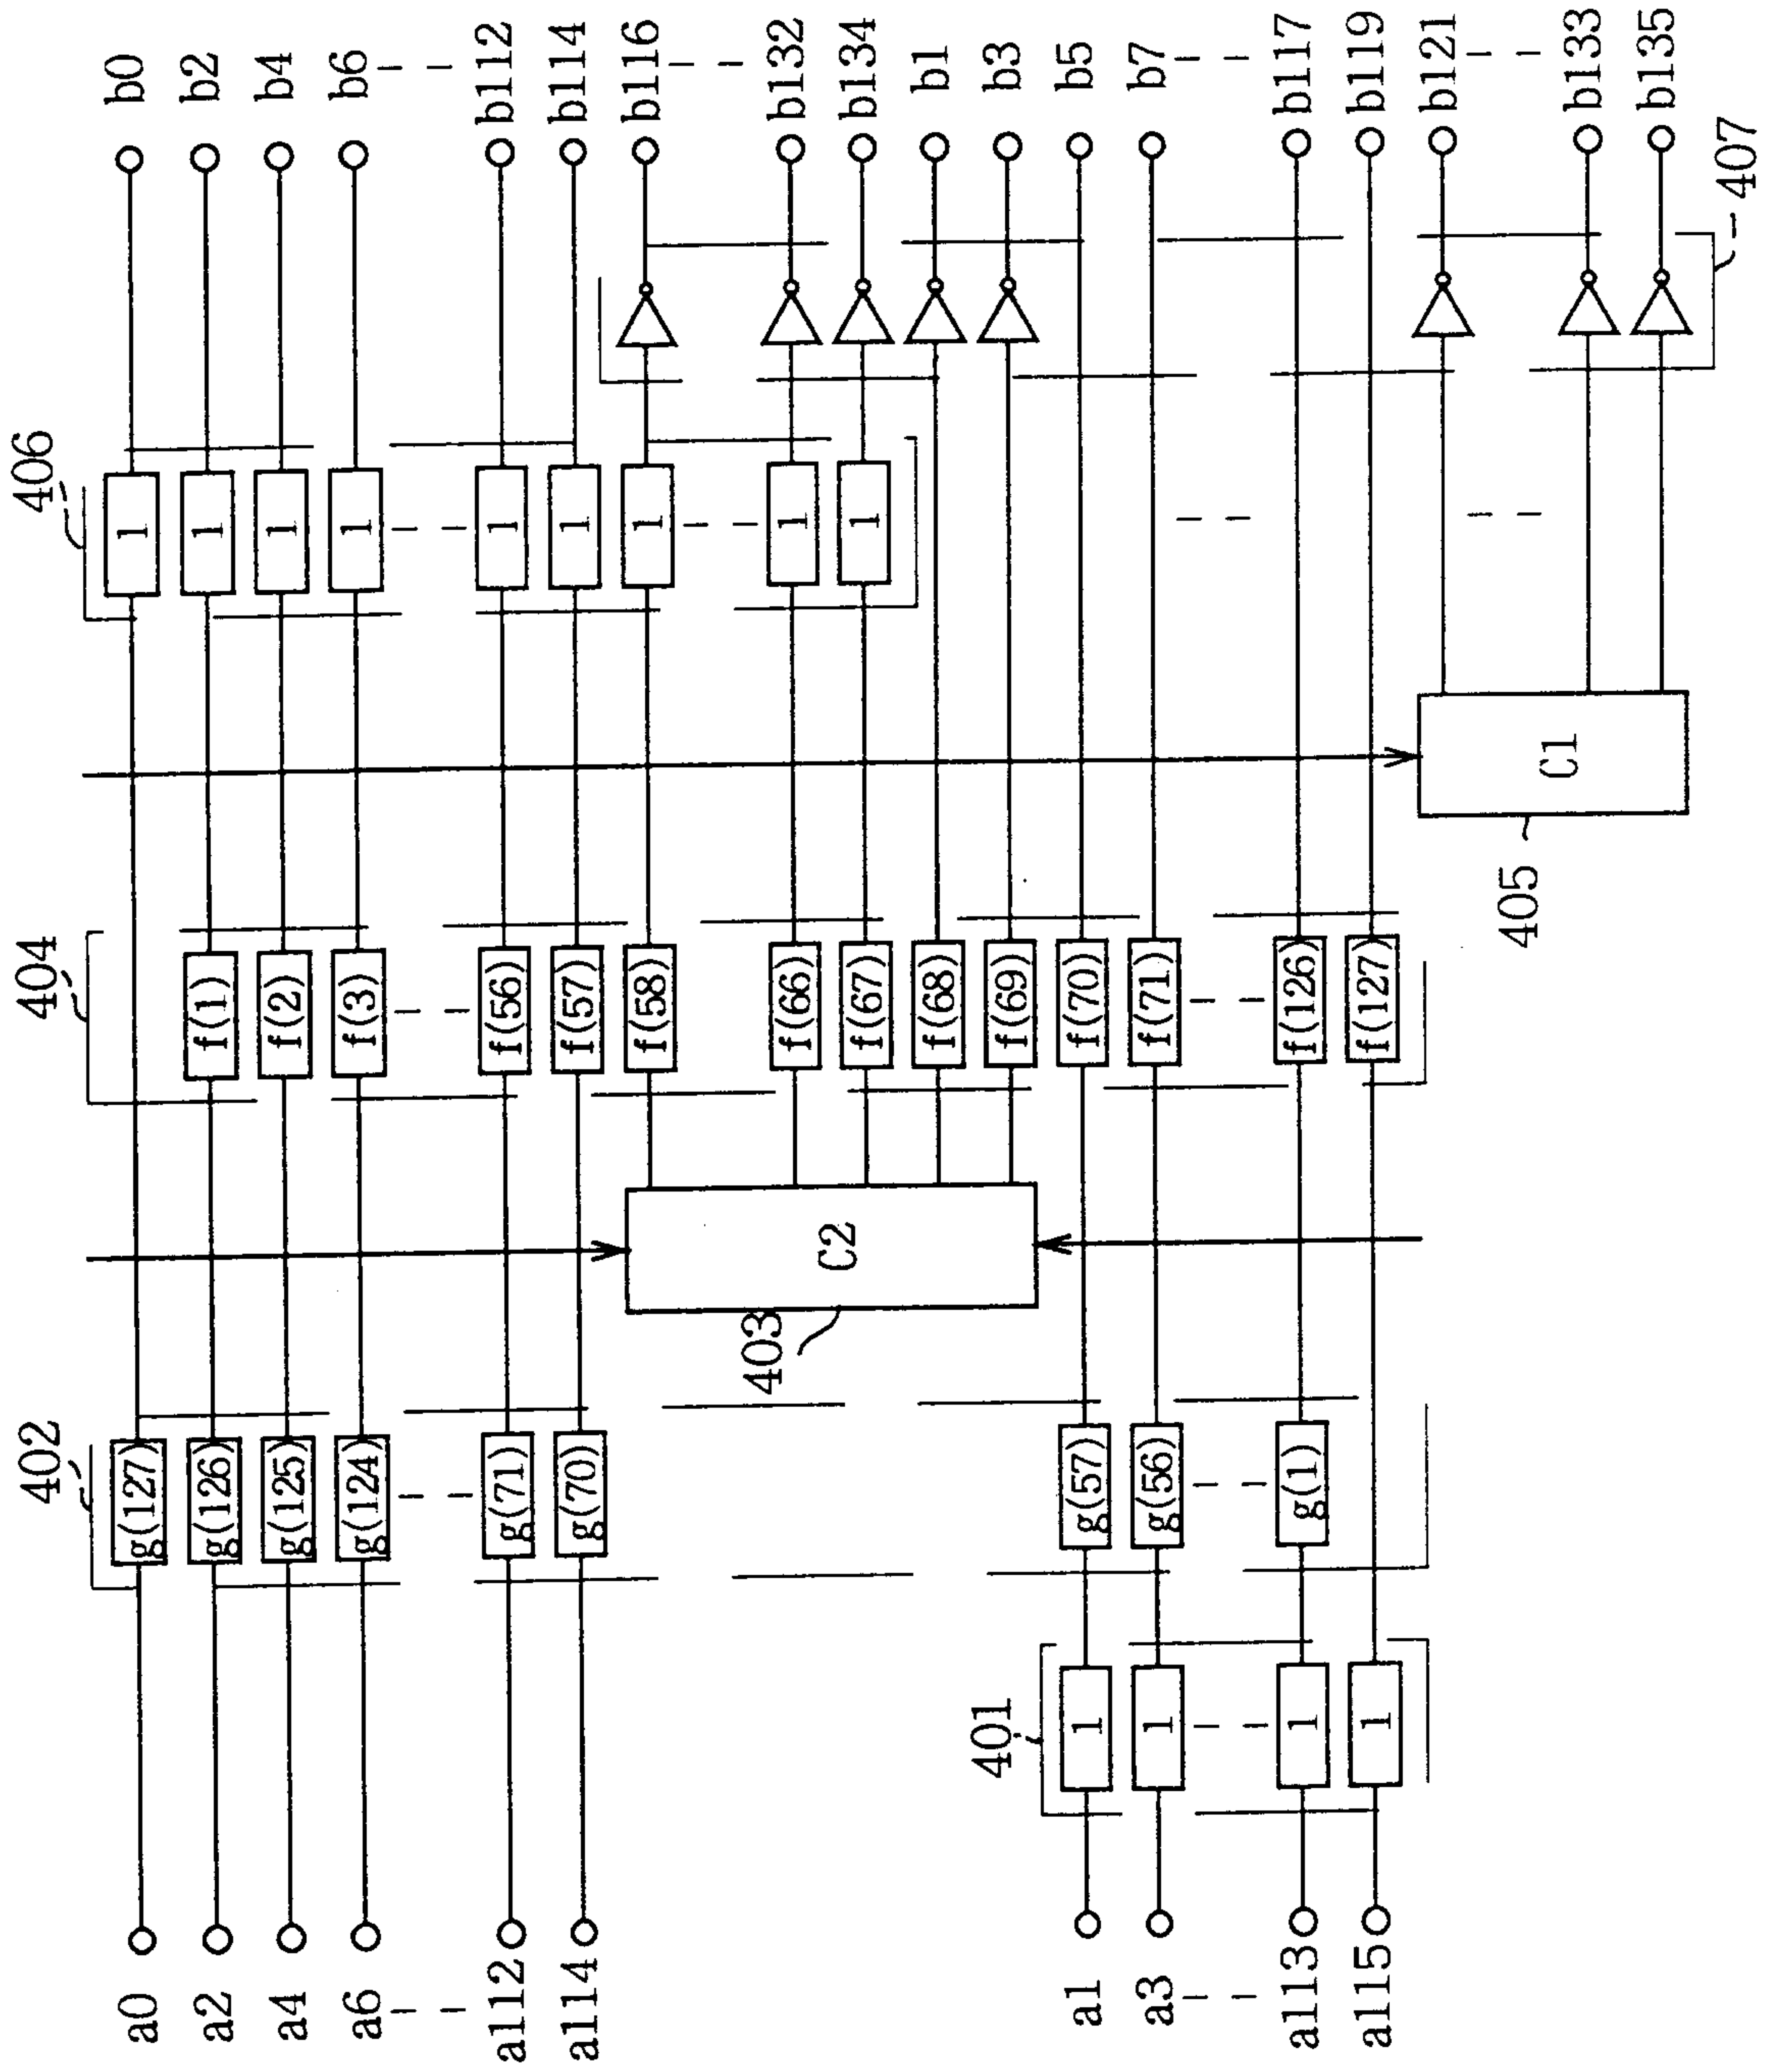 b0
b2
b4
b6
b112
b114
b116
b132
b134
b1
b3
b5
b7
b117
b119
b121
b133
b135
407
406
1
1
1
1
1
1
1
1
1
C1
405
404
f(1)
f(2)
f(3)
f(56)
f(57)
f(58)
f(66)
f(67)
f(68)
f(69)
f(70)
f(71)
f(126)
f(127)
C2
403
402
g(127)
g(126)
g(125)
g(124)
g(71)
g(70)
g(57)
g(56)
g(1)
401
1
1
1
1
a0
a2
a4
a6
a112
a114
a1
a3
a113
a115